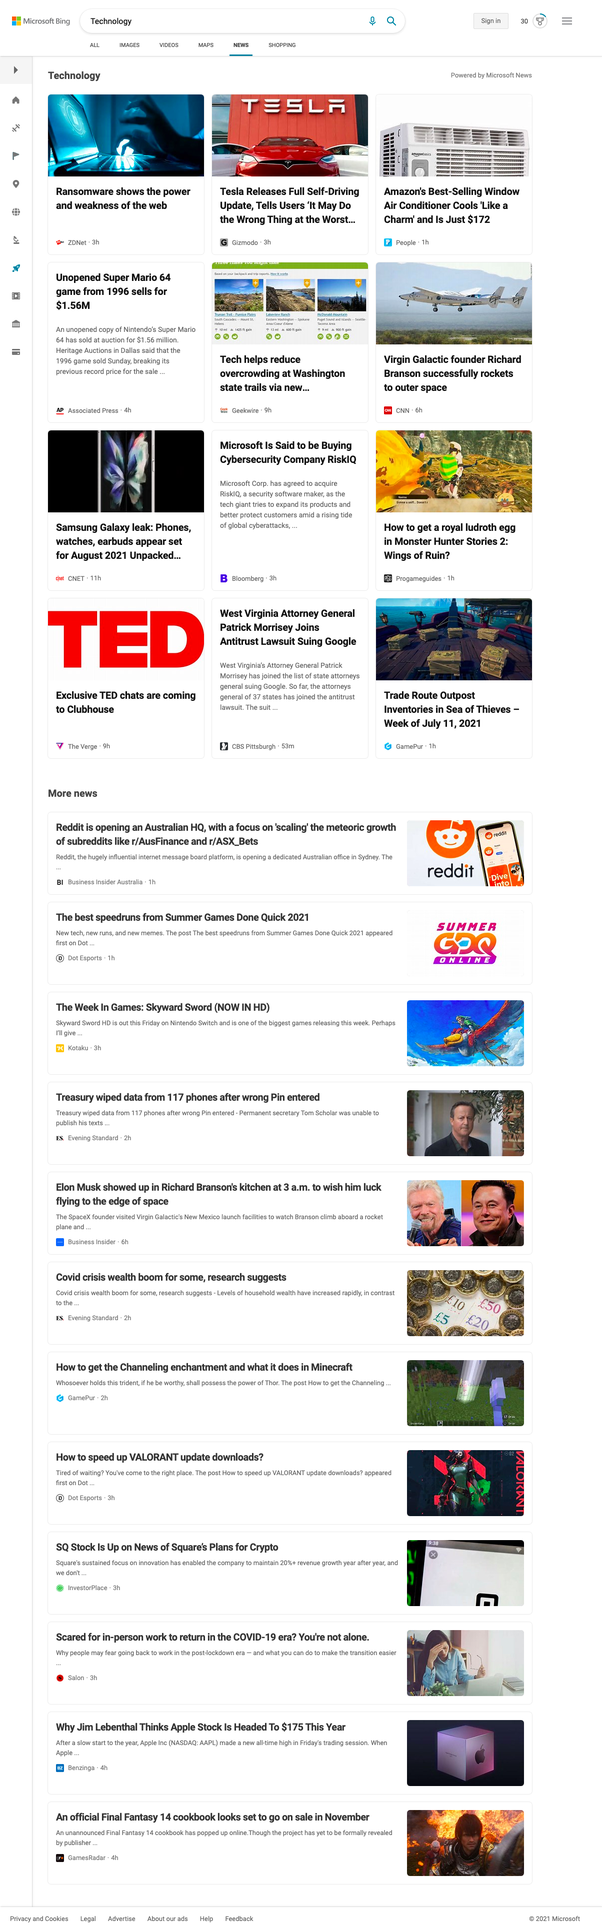 Microsoft Bing
Technology
Sign in
30
ALL
IMAGES
VIDEOS
MAPS
NEWS
SHOPPING
Technology
Powered by Microsoft News
Ransomware shows the power
and weakness of the web
ZDNet · 3h
TESLA
Tesla Releases Full Self-Driving
Update, Tells Users 'It May Do
the Wrong Thing at the Worst...
Gizmodo · 3h
Amazon's Best-Selling Window
Air Conditioner Cools 'Like a
Charm' and Is Just $172
People · 1h
Unopened Super Mario 64
game from 1996 sells for
$1.56M
An unopened copy of Nintendo's Super Mario
64 has sold at auction for $1.56 million.
Heritage Auctions in Dallas said that the
1996 game sold Sunday, breaking its
previous record price for the sale ...
AP Associated Press · 4h
Tech helps reduce
overcrowding at Washington
state trails via new...
Geekwire · 9h
Virgin Galactic founder Richard
Branson successfully rockets
to outer space
CNN · 6h
Samsung Galaxy leak: Phones,
watches, earbuds appear set
for August 2021 Unpacked...
CNET · 11h
Microsoft Is Said to be Buying
Cybersecurity Company RiskIQ
Microsoft Corp. has agreed to acquire
RiskIQ, a security software maker, as the
tech giant tries to expand its products and
better protect customers amid a rising tide
of global cyberattacks, ...
B Bloomberg · 3h
How to get a royal ludroth egg
in Monster Hunter Stories 2:
Wings of Ruin?
Progameguides · 1h
TED
Exclusive TED chats are coming
to Clubhouse
The Verge · 9h
West Virginia Attorney General
Patrick Morrisey Joins
Antitrust Lawsuit Suing Google
West Virginia's Attorney General Patrick
Morrisey has joined the list of state attorneys
general suing Google. So far, the attorneys
general of 37 states has joined the antitrust
lawsuit. The suit ...
CBS Pittsburgh · 53m
Trade Route Outpost
Inventories in Sea of Thieves –
Week of July 11, 2021
GamePur · 1h
More news
Reddit is opening an Australian HQ, with a focus on 'scaling' the meteoric growth
of subreddits like r/AusFinance and r/ASX_Bets
Reddit, the hugely influential internet message board platform, is opening a dedicated Australian office in Sydney. The
...
BI Business Insider Australia · 1h
reddit
reddit
Dive
into
The best speedruns from Summer Games Done Quick 2021
New tech, new runs, and new memes. The post The best speedruns from Summer Games Done Quick 2021 appeared
first on Dot ...
Dot Esports · 1h
SUMMER
GDQ
ONLINE
The Week In Games: Skyward Sword (NOW IN HD)
Skyward Sword HD is out this Friday on Nintendo Switch and is one of the biggest games releasing this week. Perhaps
I'll give ...
Kotaku · 3h
Treasury wiped data from 117 phones after wrong Pin entered
Treasury wiped data from 117 phones after wrong Pin entered - Permanent secretary Tom Scholar was unable to
publish his texts ...
ES. Evening Standard · 2h
Elon Musk showed up in Richard Branson's kitchen at 3 a.m. to wish him luck
flying to the edge of space
The SpaceX founder visited Virgin Galactic's New Mexico launch facilities to watch Branson climb aboard a rocket
plane and ...
Business Insider · 6h
Covid crisis wealth boom for some, research suggests
Covid crisis wealth boom for some, research suggests - Levels of household wealth have increased rapidly, in contrast
to the ...
ES. Evening Standard · 2h
£10
£50
£5
£20
How to get the Channeling enchantment and what it does in Minecraft
Whosoever holds this trident, if he be worthy, shall possess the power of Thor. The post How to get the Channeling ...
GamePur · 2h
How to speed up VALORANT update downloads?
Tired of waiting? You've come to the right place. The post How to speed up VALORANT update downloads? appeared
first on Dot ...
Dot Esports · 3h
VALORANT
SQ Stock Is Up on News of Square's Plans for Crypto
Square's sustained focus on innovation has enabled the company to maintain 20%+ revenue growth year after year, and
we don't ...
InvestorPlace · 3h
Scared for in-person work to return in the COVID-19 era? You're not alone.
Why people may fear going back to work in the post-lockdown era — and what you can do to make the transition easier
...
Salon · 3h
Why Jim Lebenthal Thinks Apple Stock Is Headed To $175 This Year
After a slow start to the year, Apple Inc (NASDAQ: AAPL) made a new all-time high in Friday's trading session. When
Apple ...
Benzinga · 4h
An official Final Fantasy 14 cookbook looks set to go on sale in November
An unannounced Final Fantasy 14 cookbook has popped up online.Though the project has yet to be formally revealed
by publisher ...
GamesRadar · 4h
Privacy and Cookies
Legal
Advertise
About our ads
Help
Feedback
© 2021 Microsoft